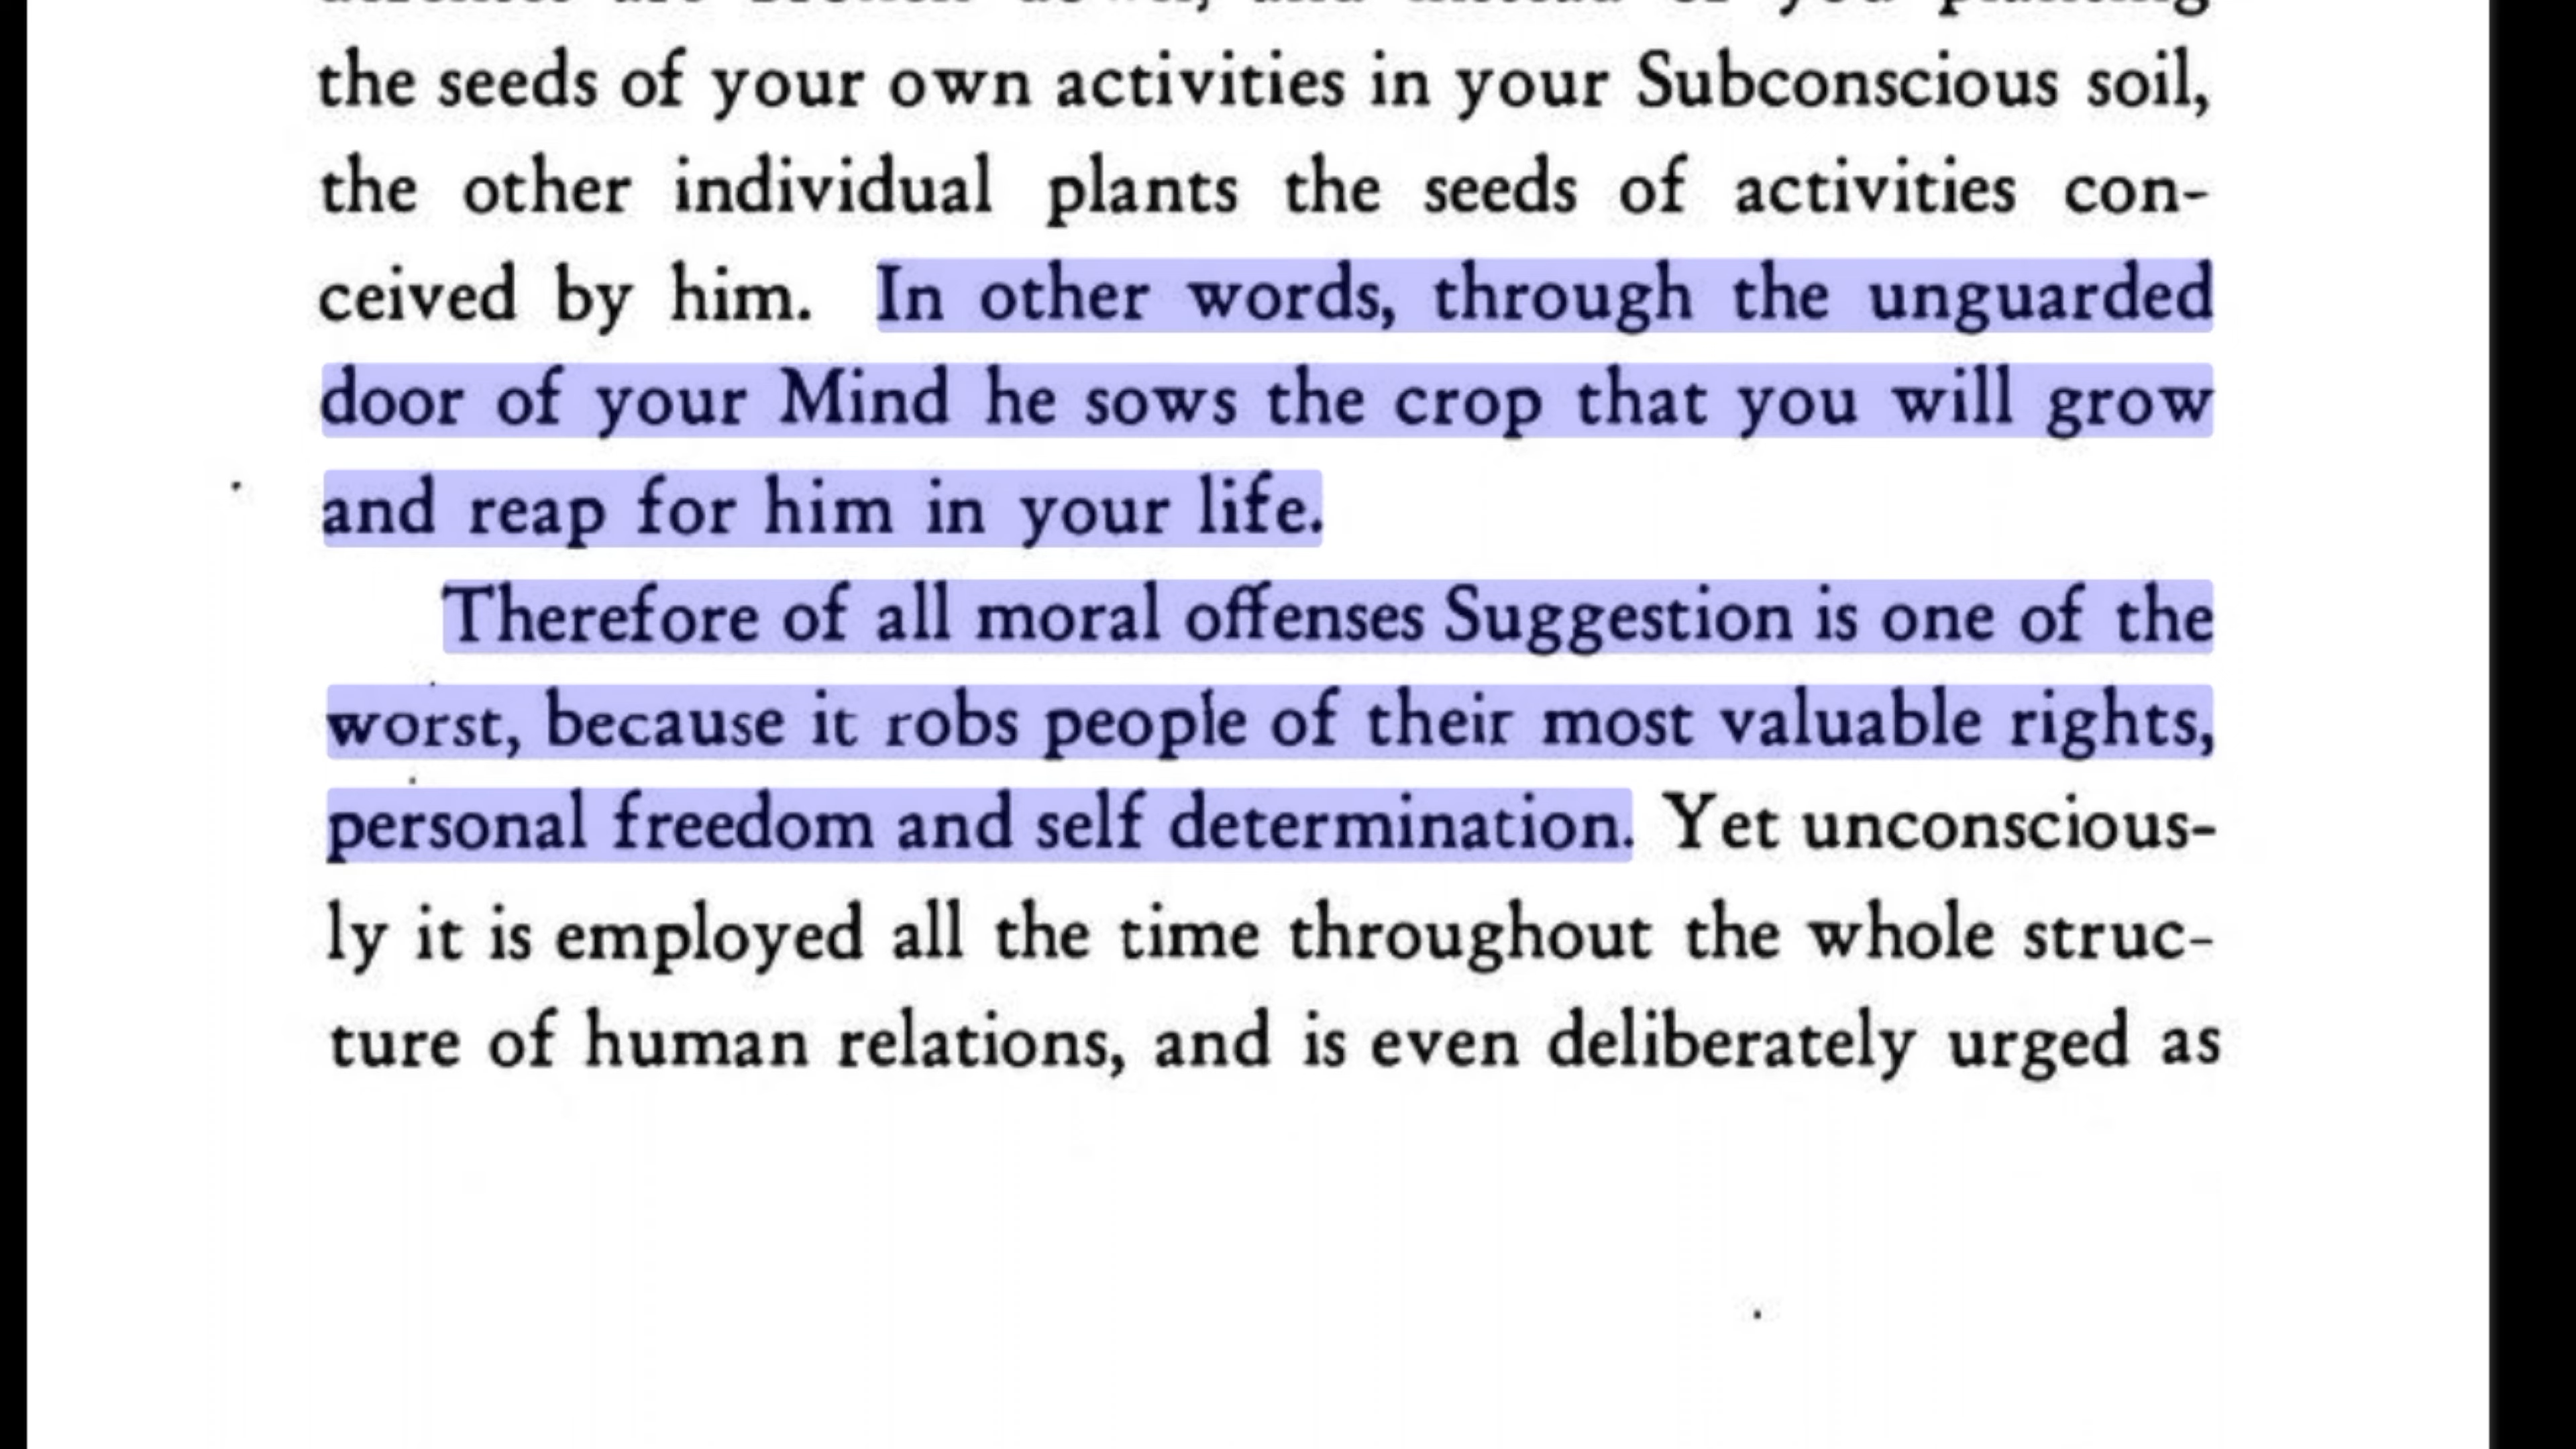 the seeds of your own activities in your Subconscious soil,
the other individual plants the seeds of activities con-
ceived by him. In other words, through the unguarded
door of your Mind he sows the crop that you will grow
and reap for him in your life.
Therefore of all moral offenses Suggestion is one of the
worst, because it robs people of their most valuable rights,
personal freedom and self determination. Yet unconscious-
ly it is employed all the time throughout the whole struc-
ture of human relations, and is even deliberately urged as